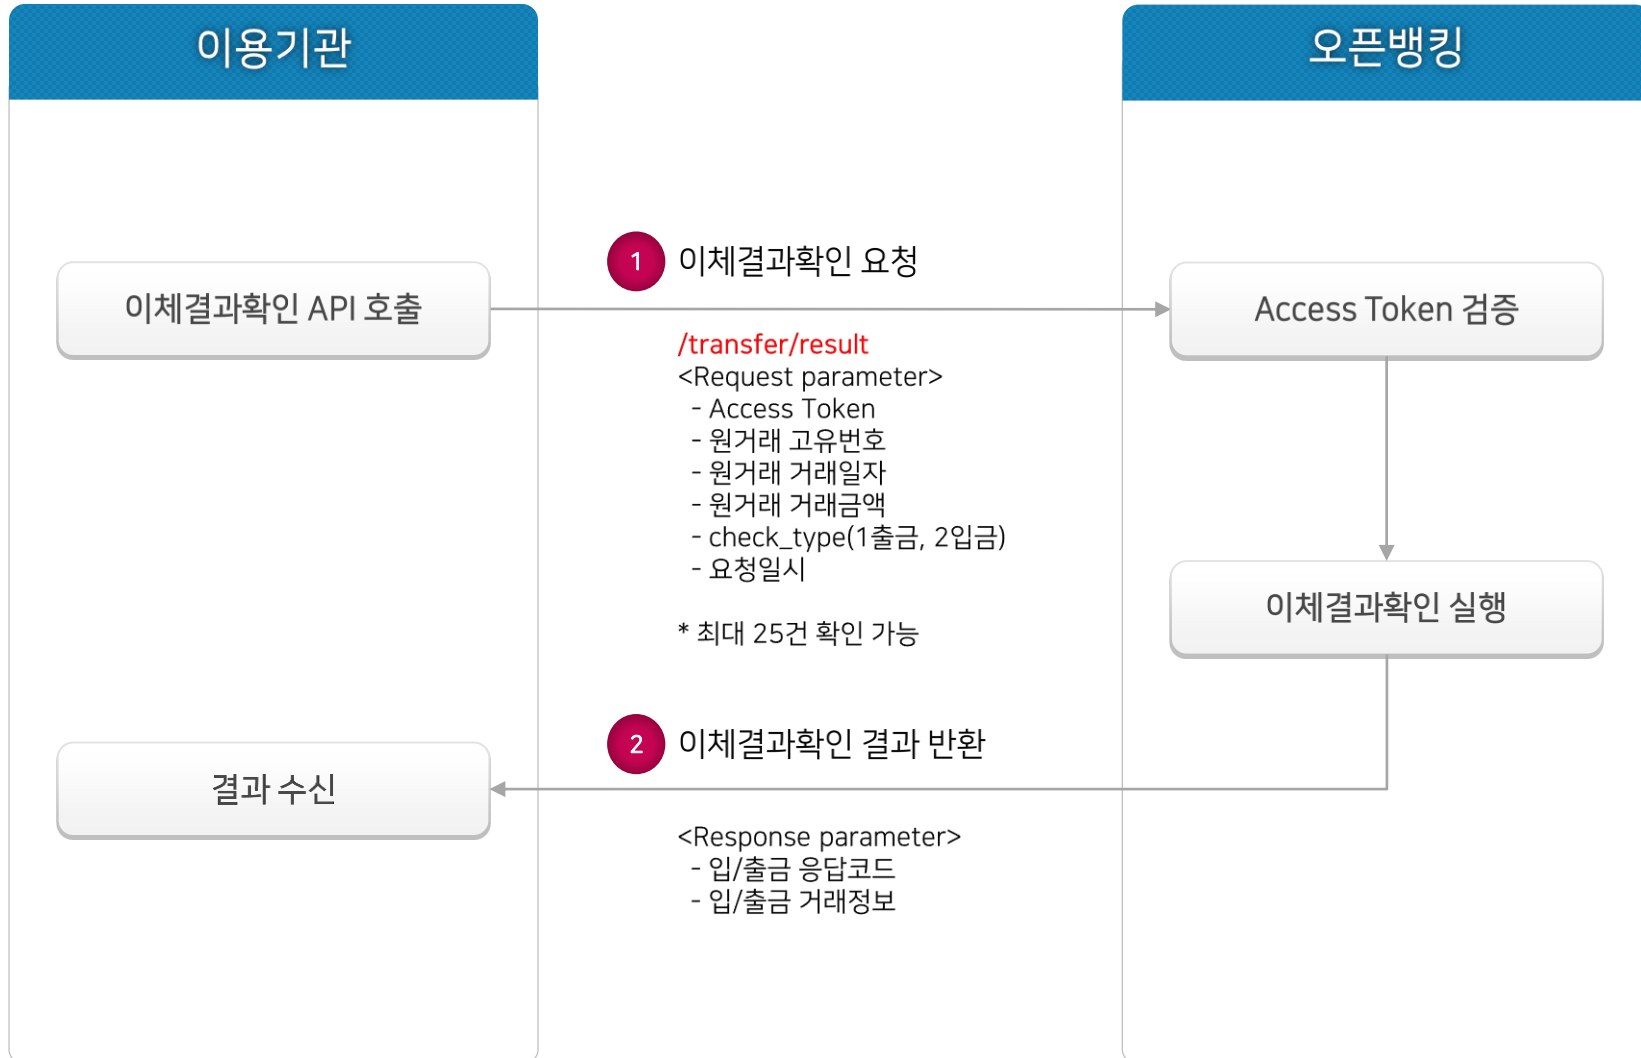 이용기관
오픈뱅킹
1 이체결과확인 요청
이체결과확인 API 호출
Access Token 검증
/transfer/result
<Request parameter>
- Access Token
- 원거래 고유번호
- 원거래 거래일자
- 원거래 거래금액
- check_type(1출금, 2입금)
- 요청일시
이체결과확인 실행
* 최대 25건 확인 가능
2 이체결과확인 결과 반환
결과 수신
<Response parameter>
- 입/출금 응답코드
- 입/출금 거래정보